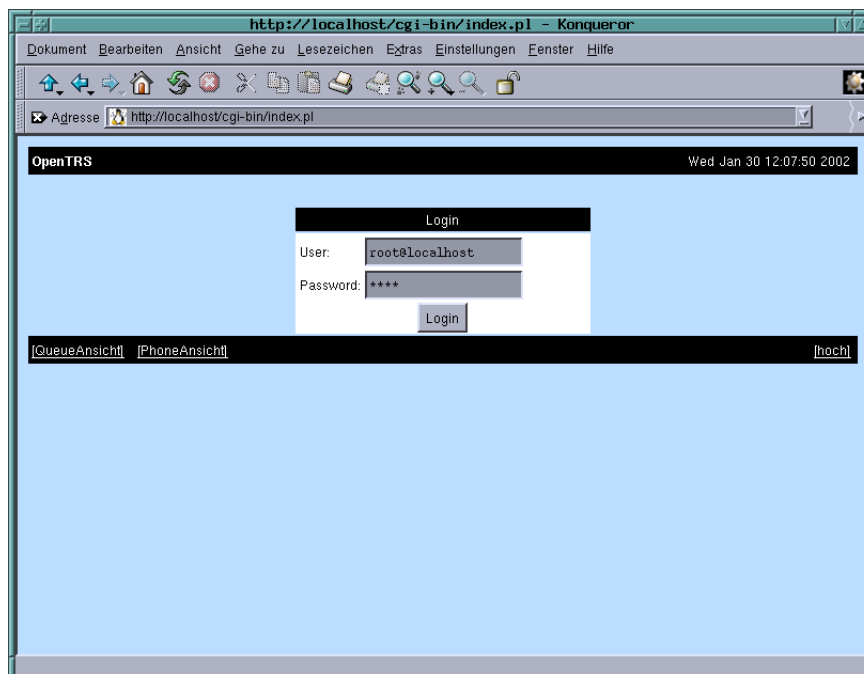 http://localhost/cgi-bin/index.pl - Konqueror
Dokument Bearbeiten Ansicht Gehe zu Lesezeichen Extras Einstellungen Fenster Hilfe
Adresse http://localhost/cgi-bin/index.pl
OpenTRS Wed Jan 30 12:07:50 2002
Login
User: root@localhost
Password: ****
Login
[QueueAnsicht] [PhoneAnsicht] [hoch]